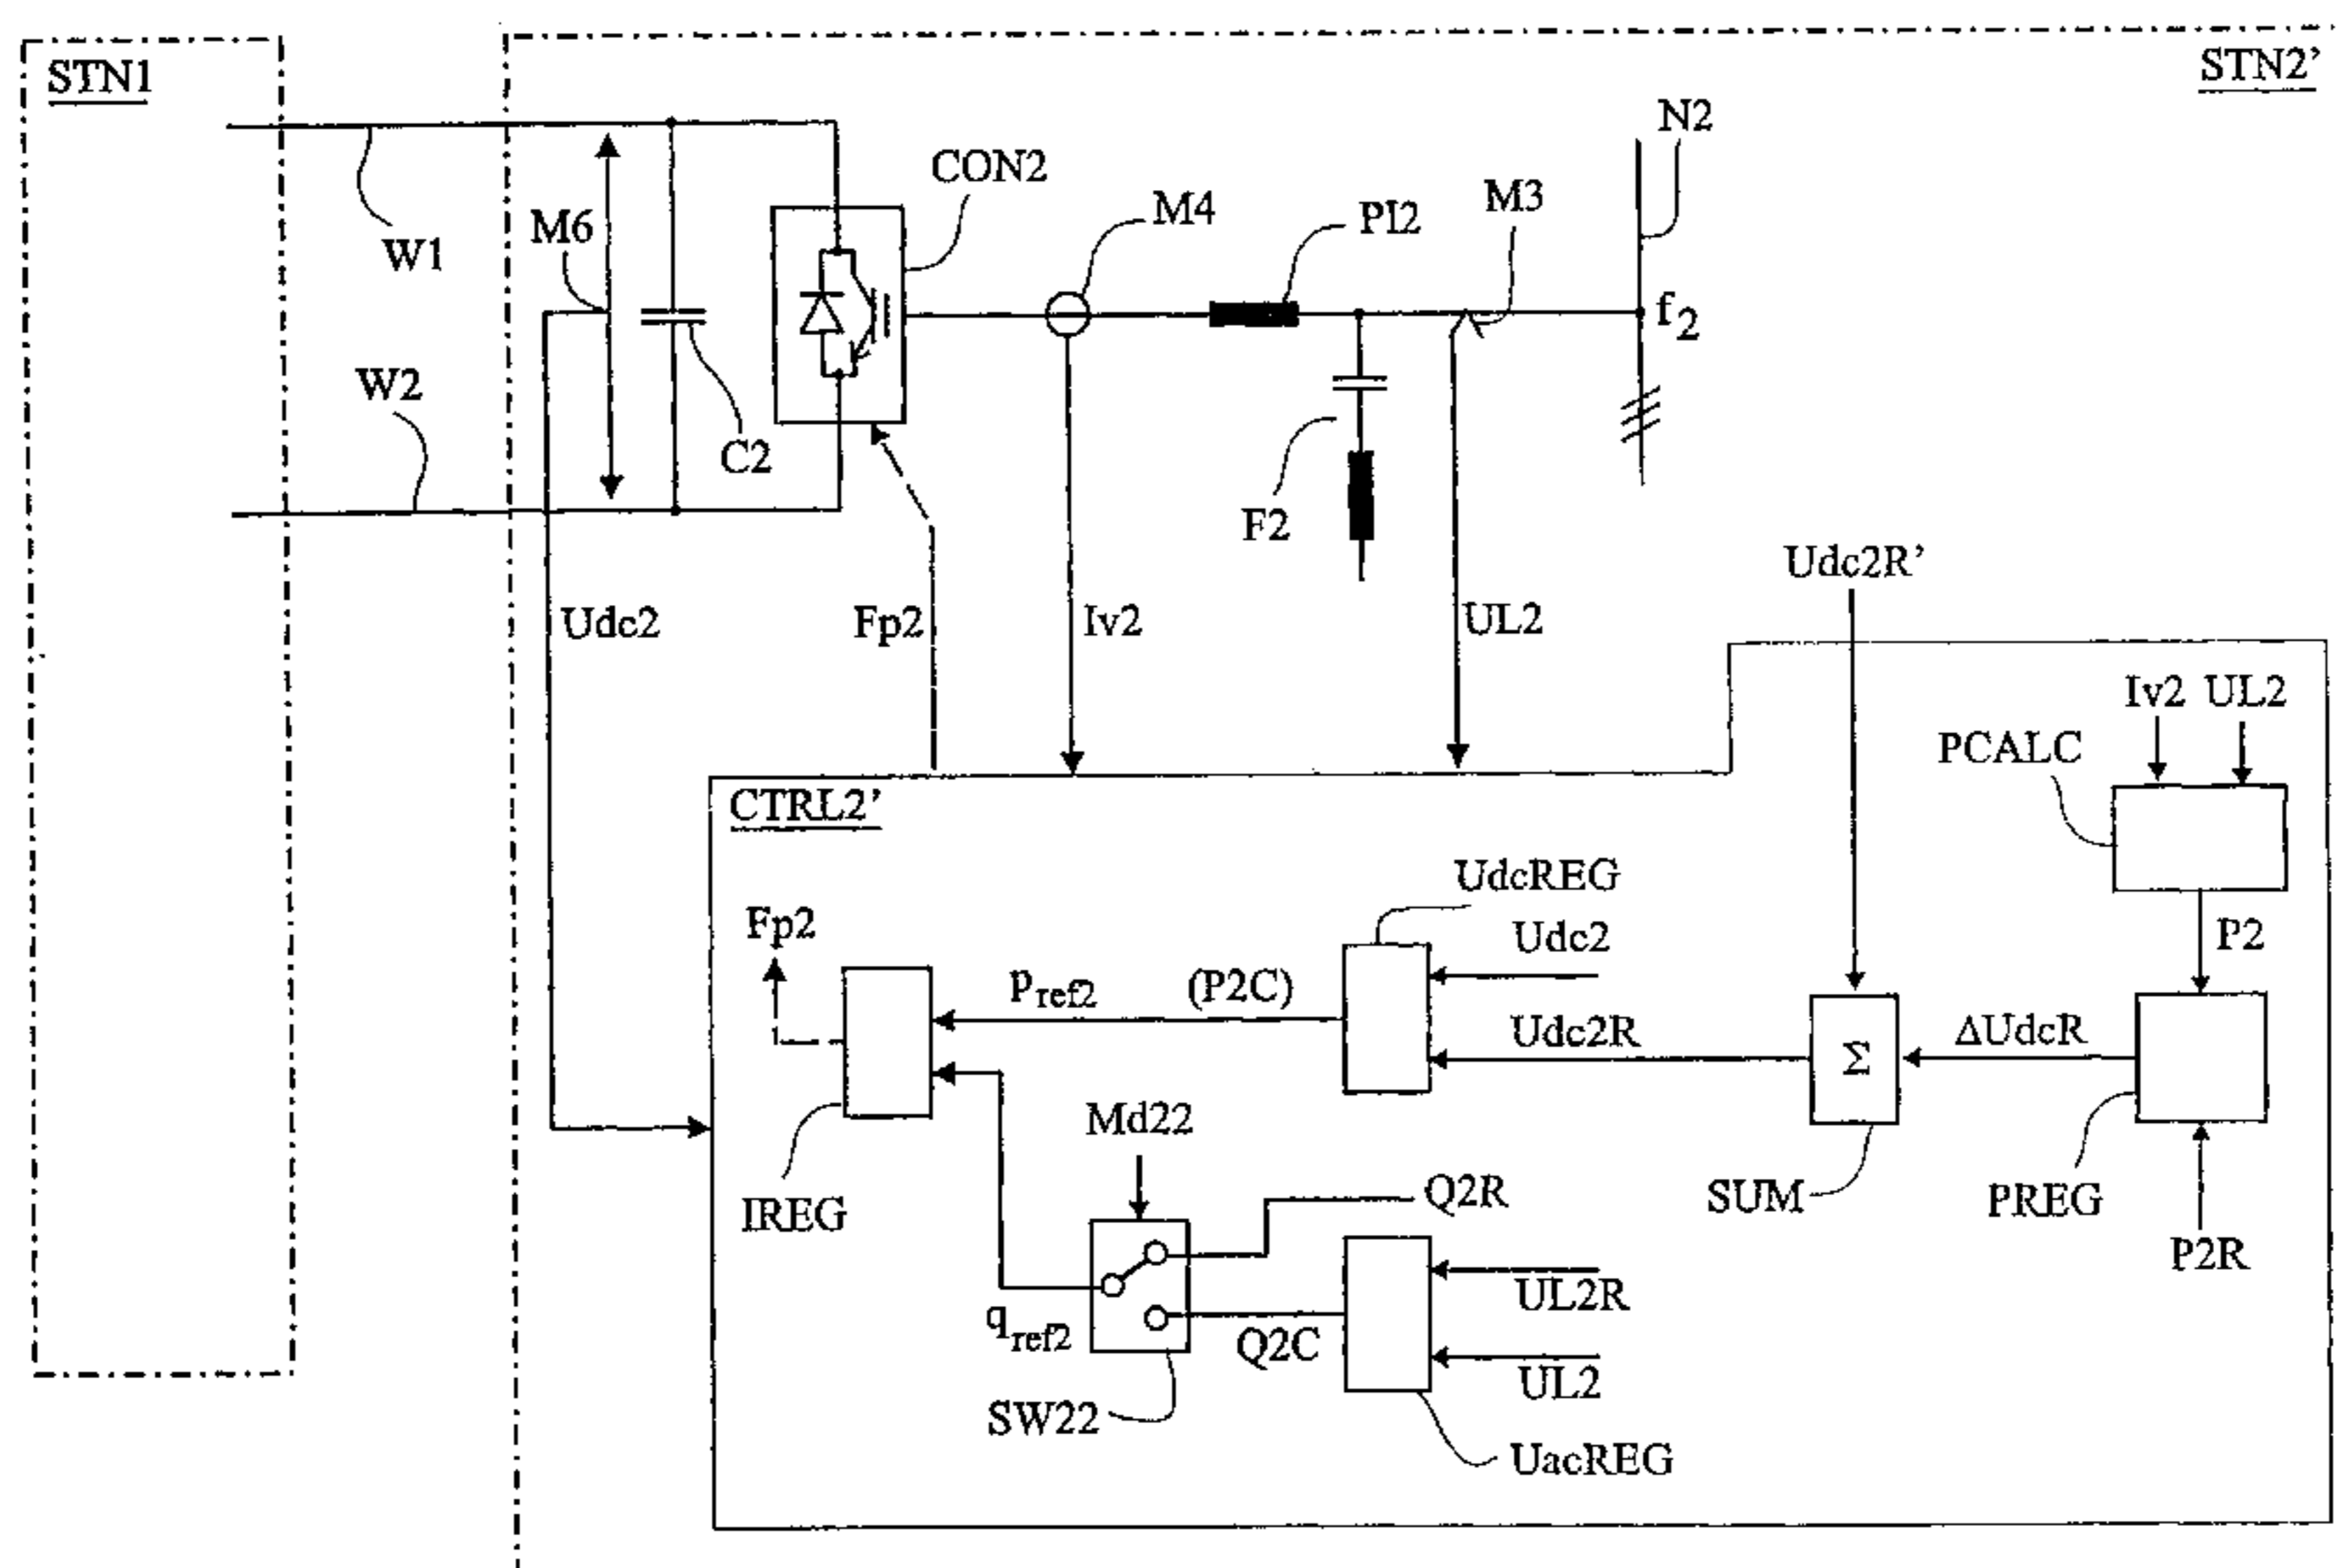 STN1
STN2’
N2
CON2
M4
PI2
M3
M6
W1
f2
W2
C2
F2
Udc2R’
Udc2
Fp2
Iv2
UL2
Iv2 UL2
PCALC
CTRL2’
UdcREG
Fp2
Udc2
P2
pref2
(P2C)
Udc2R
Σ
ΔUdcR
Md22
IREG
Q2R
SUM
PREG
P2R
UL2R
qref2
Q2C
UL2
SW22
UacREG